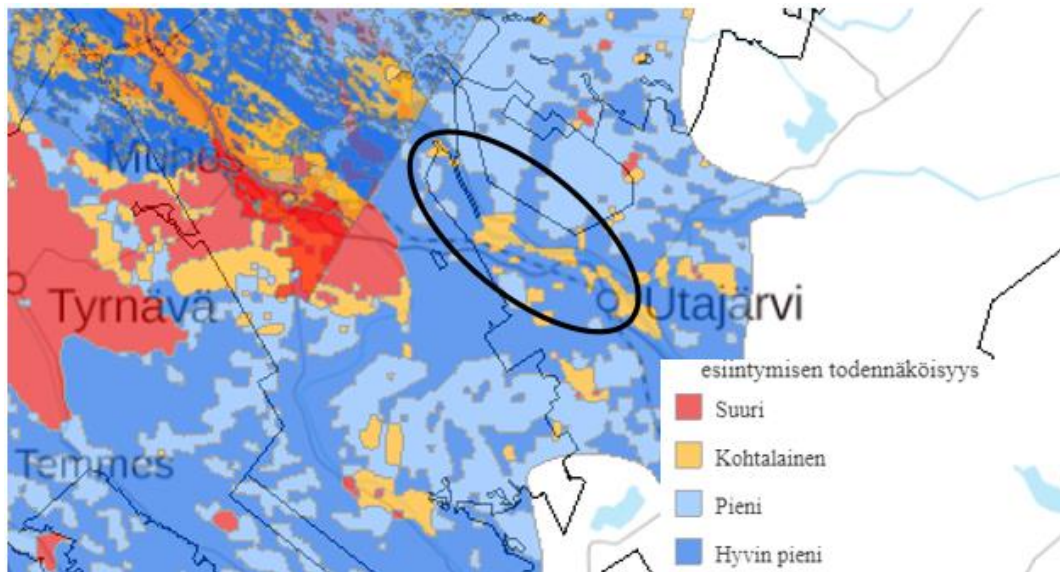 Muhos
Tyrnävä
Utajärvi
Temmes
esiintymisen todennäköisyys
Suuri
Kohtalainen
Pieni
Hyvin pieni